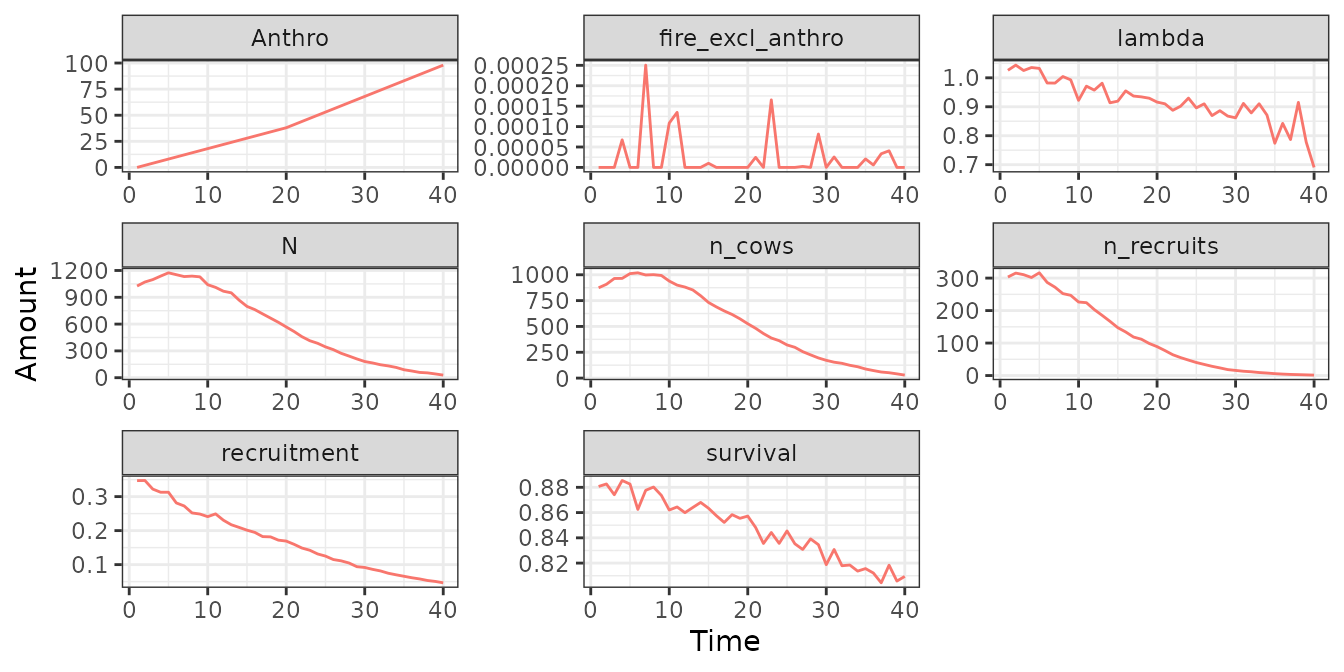 Anthro
fire_excl_anthro
lambda
100
75
50
25
0
0.00025
0.00020
0.00015
0.00010
0.00005
0.00000
1.0
0.9
0.8
0.7
0 10 20 30 40
0 10 20 30 40
0 10 20 30 40
N
n_cows
n_recruits
1200
900
600
300
0
1000
750
500
250
0
300
200
100
0
0 10 20 30 40
0 10 20 30 40
0 10 20 30 40
recruitment
survival
0.3
0.2
0.1
0.88
0.86
0.84
0.82
0 10 20 30 40
0 10 20 30 40
Amount
Time